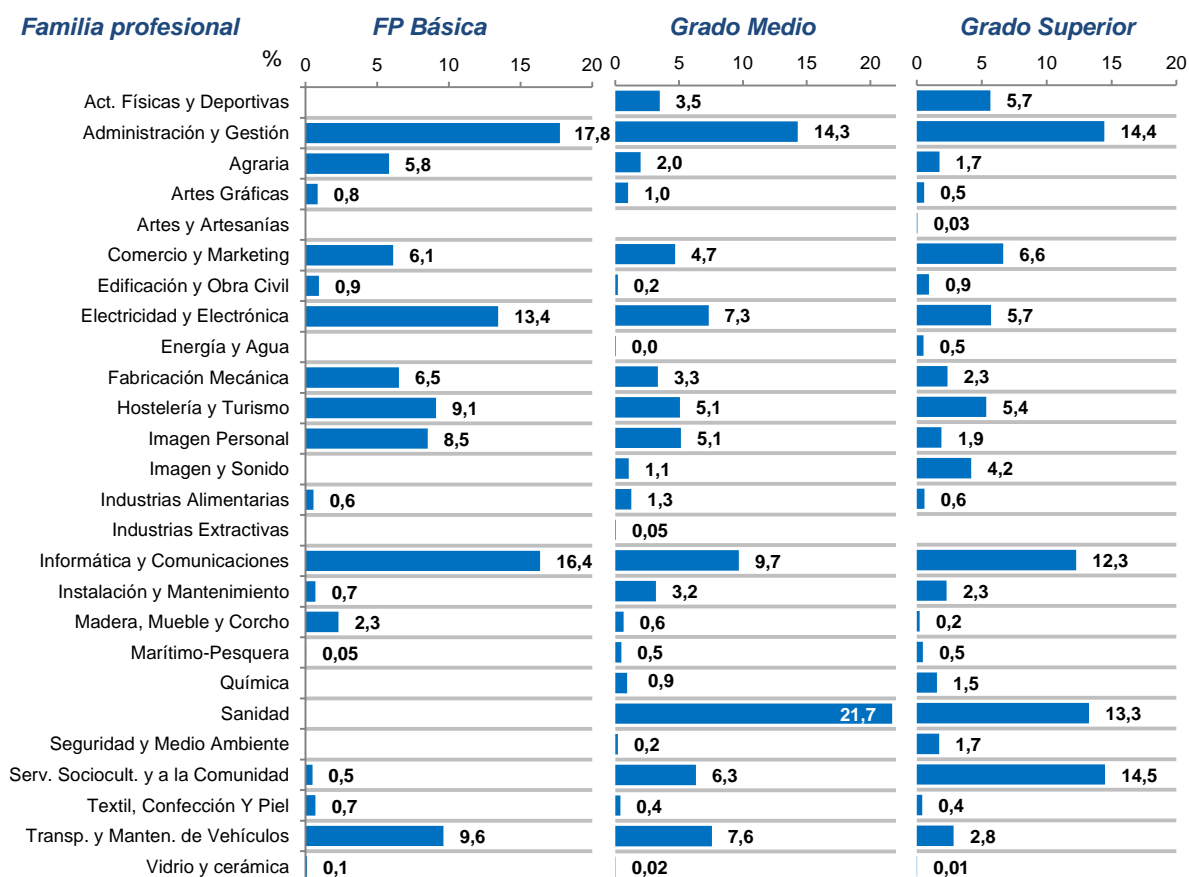 Familia profesional FP Básica Grado Medio Grado Superior
% 0 5 10 15 20 0 5 10 15 20 0 5 10 15 20
Act. Físicas y Deportivas 3,5 5,7
Administración y Gestión 17,8 14,3 14,4
Agraria 5,8 2,0 1,7
Artes Gráficas 0,8 1,0 0,5
Artes y Artesanías 0,03
Comercio y Marketing 6,1 4,7 6,6
Edificación y Obra Civil 0,9 0,2 0,9
Electricidad y Electrónica 13,4 7,3 5,7
Energía y Agua 0,0 0,5
Fabricación Mecánica 6,5 3,3 2,3
Hostelería y Turismo 9,1 5,1 5,4
Imagen Personal 8,5 5,1 1,9
Imagen y Sonido 1,1 4,2
Industrias Alimentarias 0,6 1,3 0,6
Industrias Extractivas 0,05
Informática y Comunicaciones 16,4 9,7 12,3
Instalación y Mantenimiento 0,7 3,2 2,3
Madera, Mueble y Corcho 2,3 0,6 0,2
Marítimo-Pesquera 0,05 0,5 0,5
Química 0,9 1,5
Sanidad 21,7 13,3
Seguridad y Medio Ambiente 0,2 1,7
Serv. Sociocult. y a la Comunidad 0,5 6,3 14,5
Textil, Confección Y Piel 0,7 0,4 0,4
Transp. y Manten. de Vehículos 9,6 7,6 2,8
Vidrio y cerámica 0,1 0,02 0,01